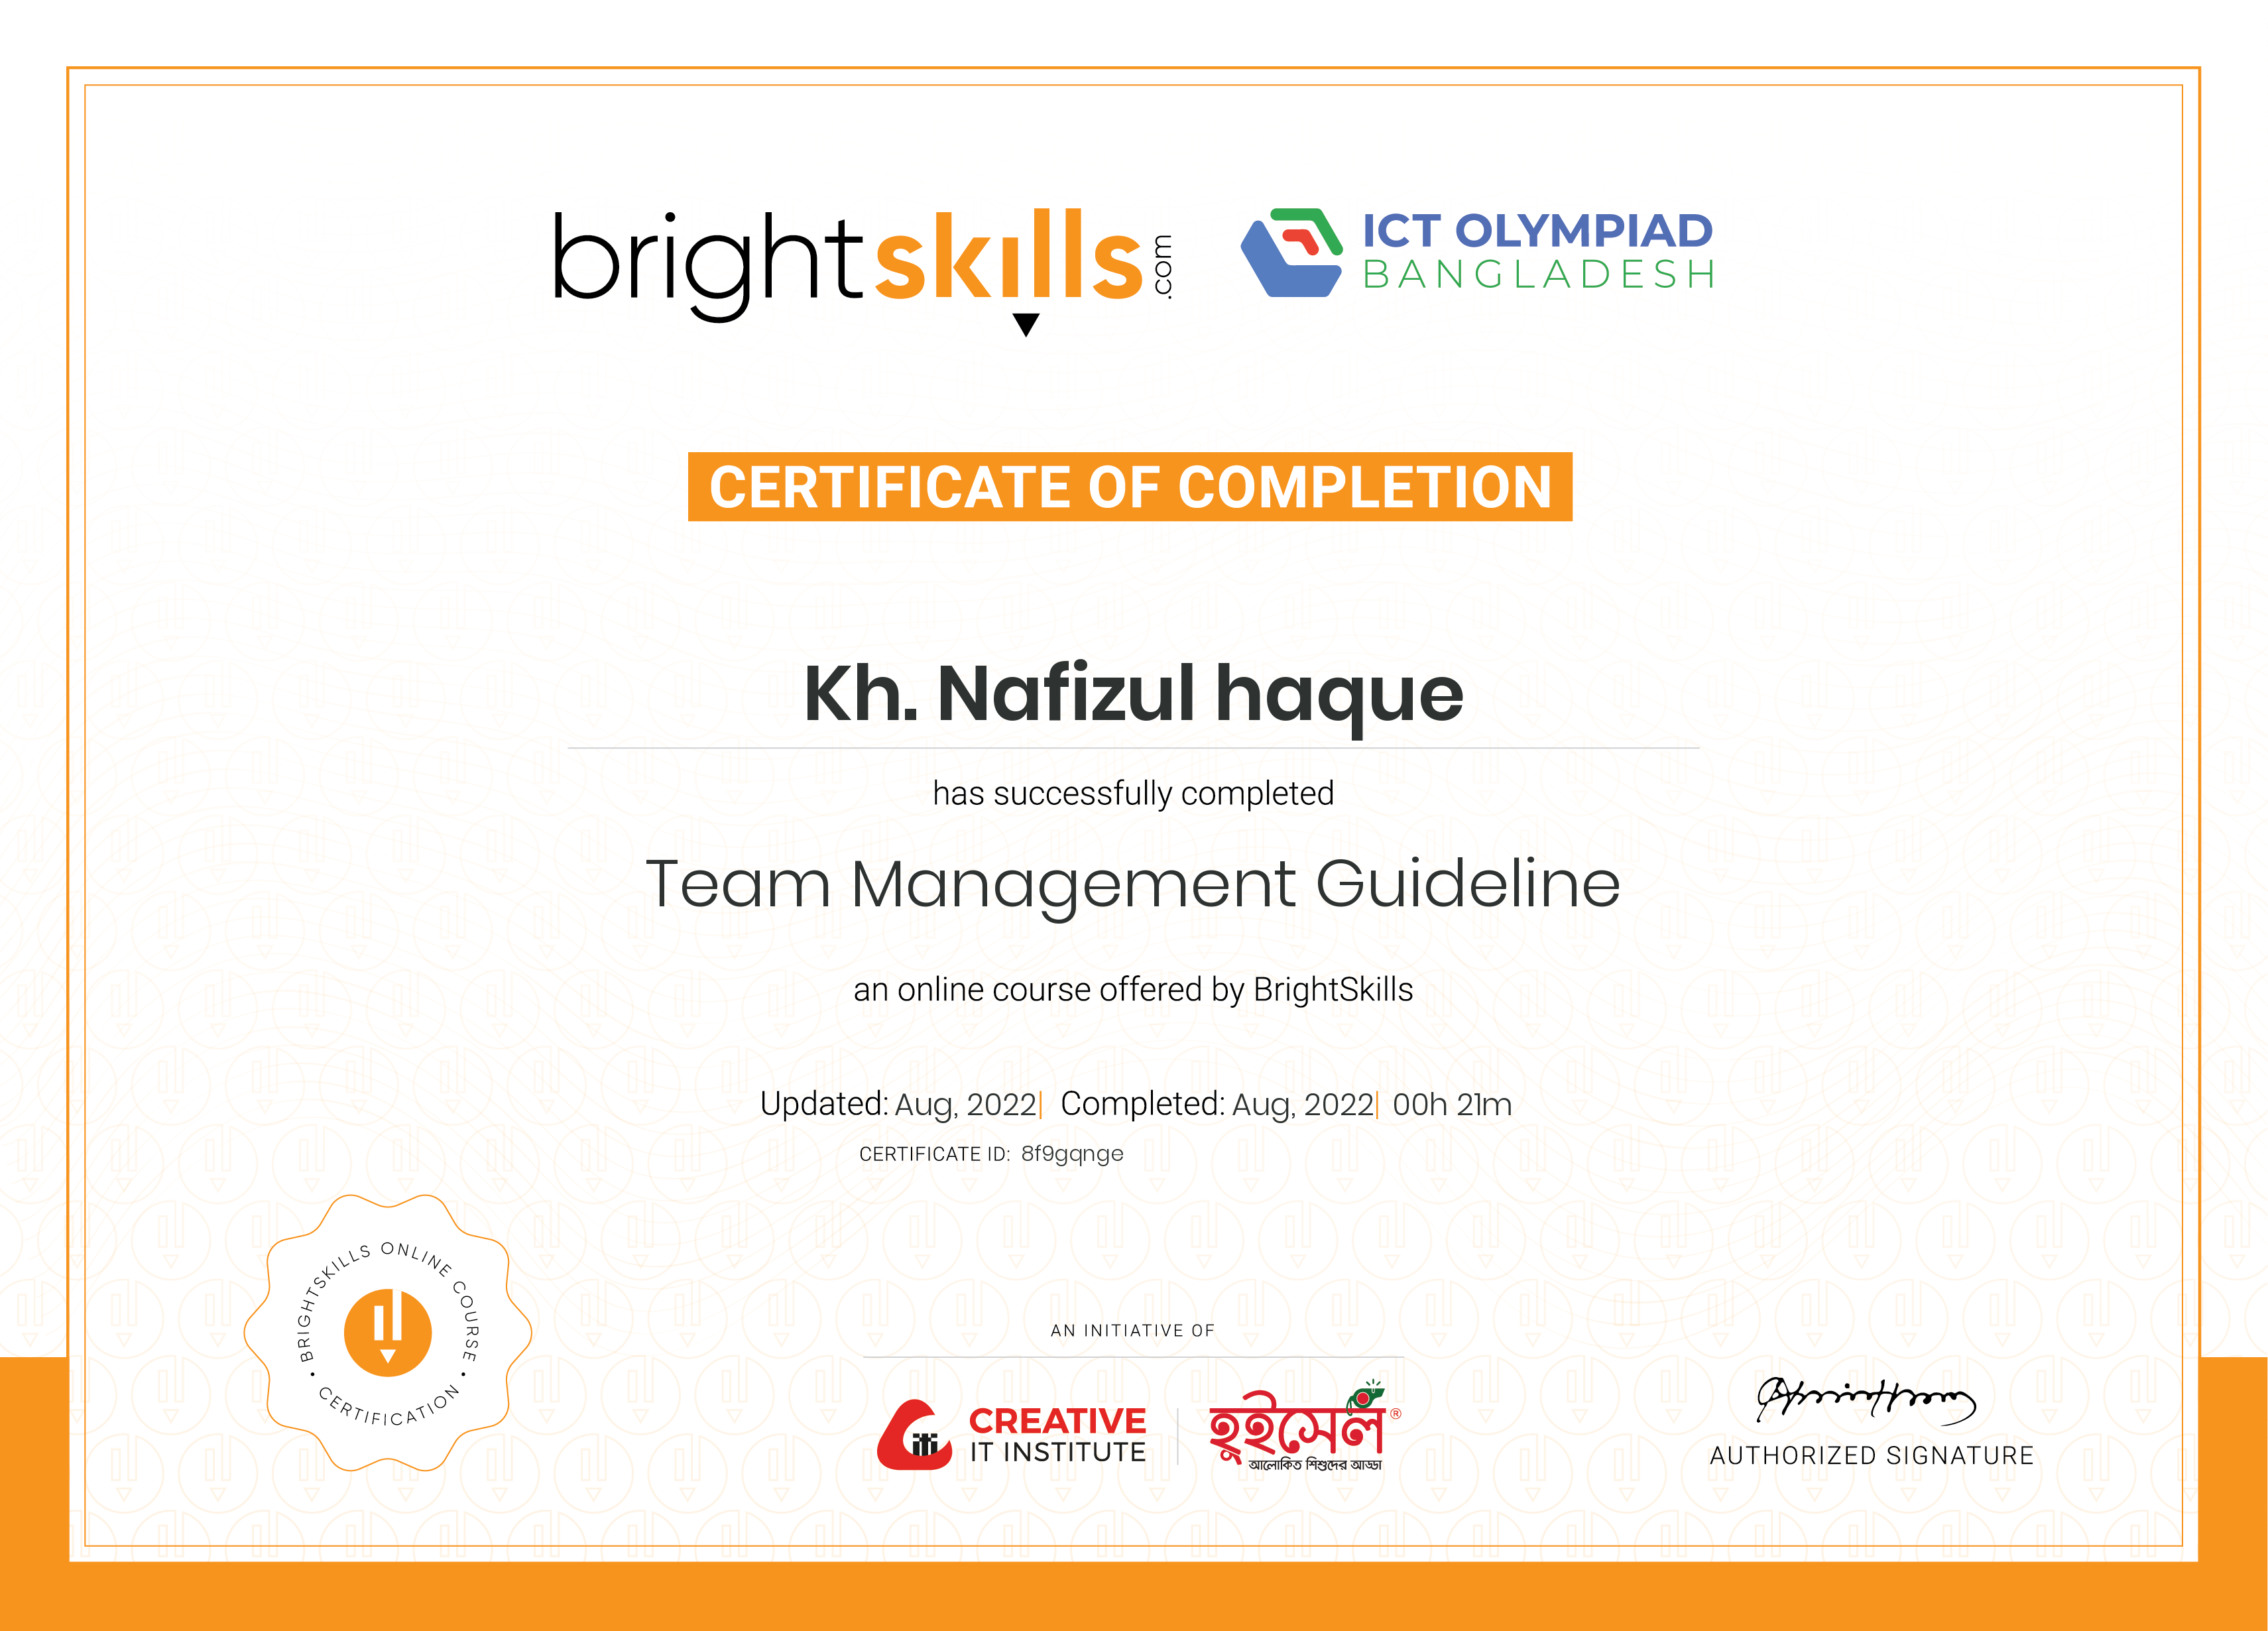 brightskills.com
ICT OLYMPIAD
BANGLADESH
CERTIFICATE OF COMPLETION
Kh. Nafizul haque
has successfully completed
Team Management Guideline
an online course offered by BrightSkills
Updated: Aug, 2022| Completed: Aug, 2022| 00h 21m
CERTIFICATE ID: 8f9gqnge
BRIGHTSKILLS ONLINE COURSE
• CERTIFICATION •
AN INITIATIVE OF
CREATIVE
IT INSTITUTE
হুইসেল®
আলোকিত শিশুদের আড্ডা
AUTHORIZED SIGNATURE